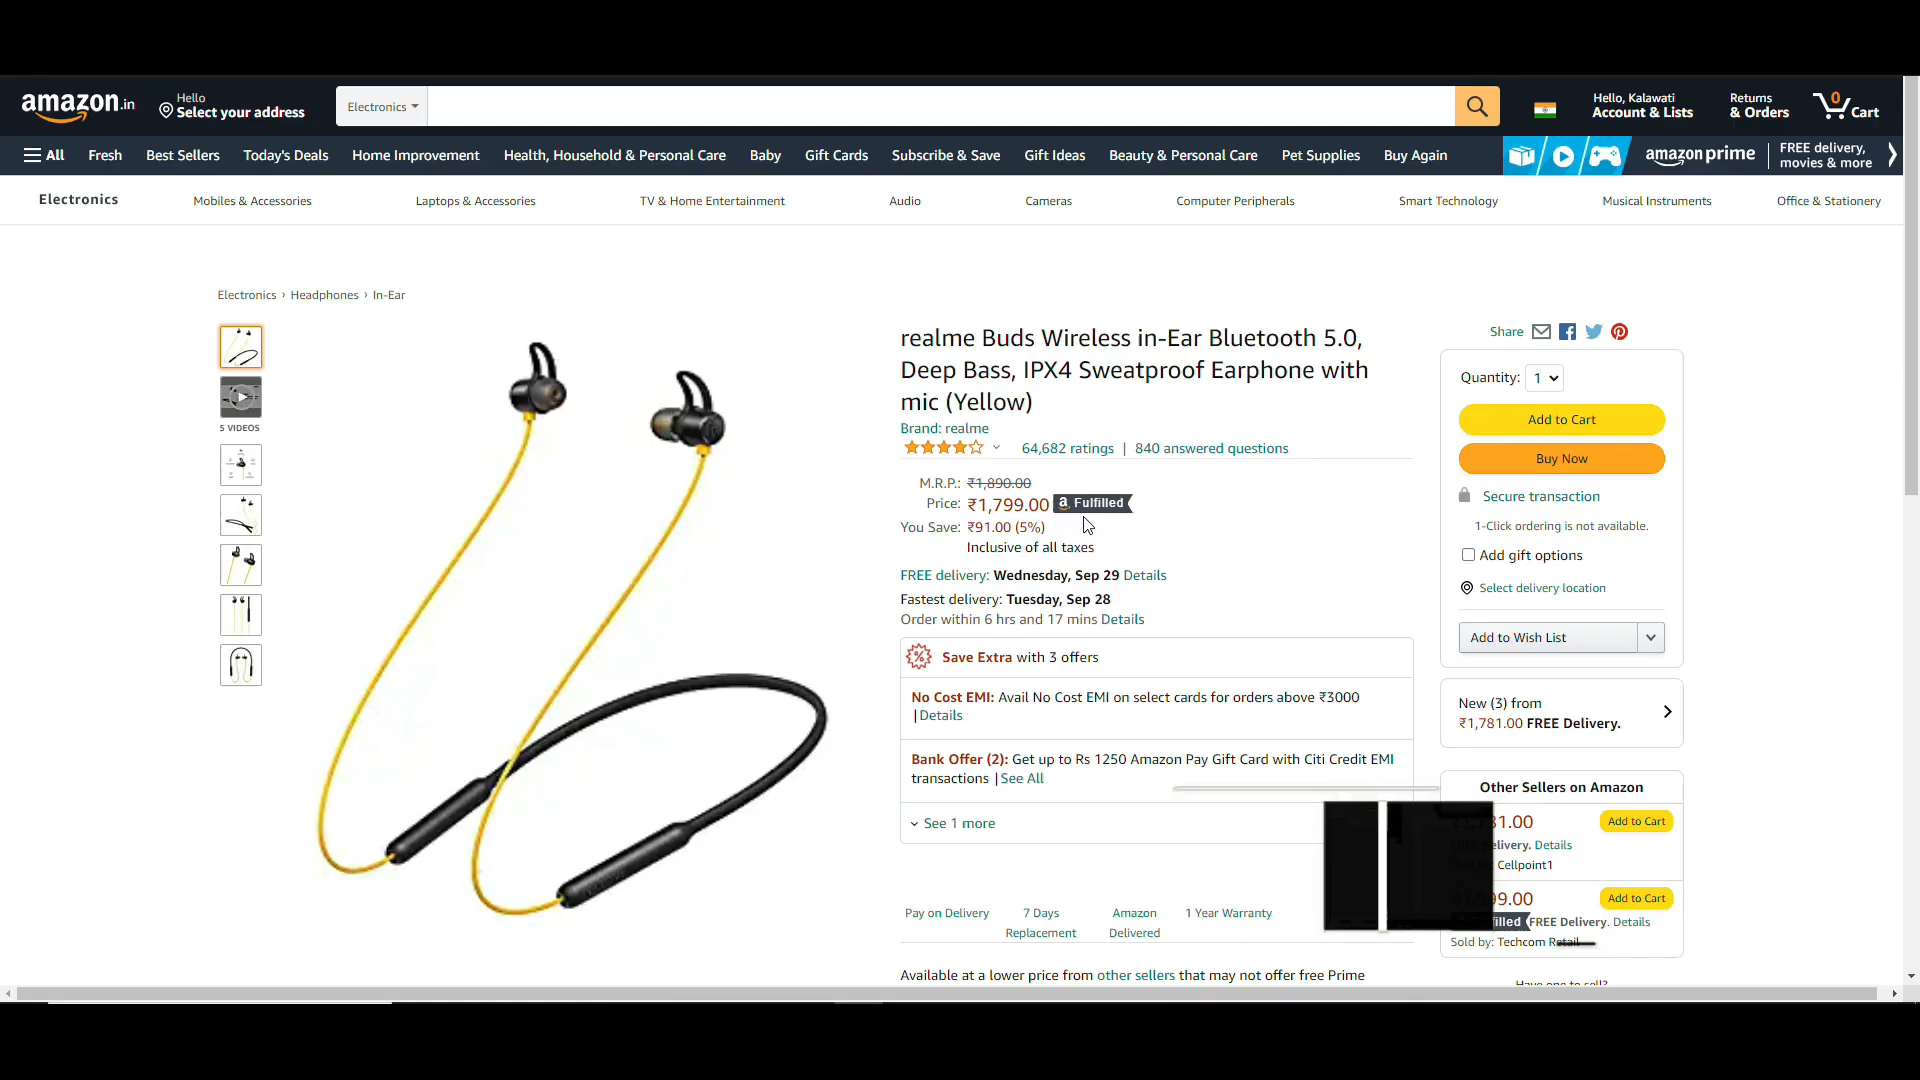 amazon.in
Hello
Select your address
Electronics
Hello, Kalawati
Account & Lists
Returns
& Orders
0
Cart
All
Fresh
Best Sellers
Today's Deals
Home Improvement
Health, Household & Personal Care
Baby
Gift Cards
Subscribe & Save
Gift Ideas
Beauty & Personal Care
Pet Supplies
Buy Again
amazon prime
FREE delivery,
movies & more
Electronics
Mobiles & Accessories
Laptops & Accessories
TV & Home Entertainment
Audio
Cameras
Computer Peripherals
Smart Technology
Musical Instruments
Office & Stationery
Electronics › Headphones › In-Ear
5 VIDEOS
realme Buds Wireless in-Ear Bluetooth 5.0,
Deep Bass, IPX4 Sweatproof Earphone with
mic (Yellow)
Brand: realme
64,682 ratings | 840 answered questions
M.R.P.: ₹1,890.00
Price: ₹1,799.00 a Fulfilled
You Save: ₹91.00 (5%)
Inclusive of all taxes
FREE delivery: Wednesday, Sep 29 Details
Fastest delivery: Tuesday, Sep 28
Order within 6 hrs and 17 mins Details
Save Extra with 3 offers
No Cost EMI: Avail No Cost EMI on select cards for orders above ₹3000
|Details
Bank Offer (2): Get up to Rs 1250 Amazon Pay Gift Card with Citi Credit EMI
transactions |See All
See 1 more
Pay on Delivery
7 Days
Replacement
Amazon
Delivered
1 Year Warranty
Available at a lower price from other sellers that may not offer free Prime
Share
Quantity: 1
Add to Cart
Buy Now
Secure transaction
1-Click ordering is not available.
Add gift options
Select delivery location
Add to Wish List
New (3) from
₹1,781.00 FREE Delivery.
Other Sellers on Amazon
Add to Cart
Details
Cellpoint1
Add to Cart
FREE Delivery. Details
Sold by: Techcom Retail